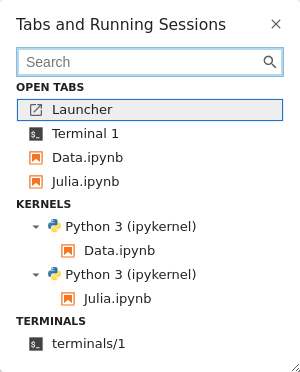 Tabs and Running Sessions
Search
OPEN TABS
Launcher
Terminal 1
Data.ipynb
Julia.ipynb
KERNELS
Python 3 (ipykernel)
Data.ipynb
Python 3 (ipykernel)
Julia.ipynb
TERMINALS
terminals/1